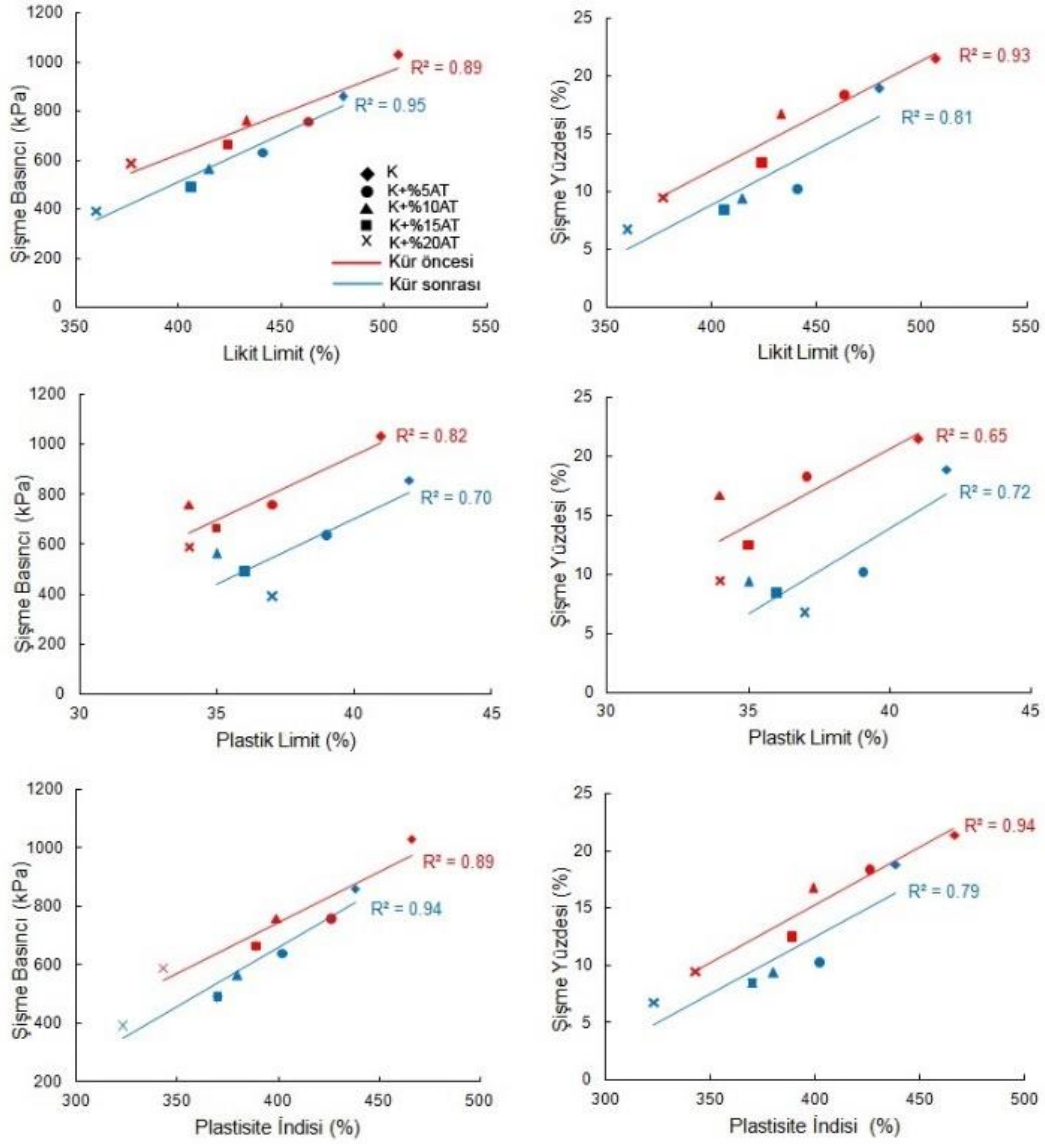 1200
1000
800
600
400
200
0
Şişme Basıncı (kPa)
R² = 0.89
R² = 0.95
K
K+%5AT
K+%10AT
K+%15AT
K+%20AT
Kür öncesi
Kür sonrası
350 400 450 500 550
Likit Limit (%)
25
20
15
10
5
0
Şişme Yüzdesi (%)
R² = 0.93
R² = 0.81
350 400 450 500 550
Likit Limit (%)
1200
1000
800
600
400
200
0
Şişme Basıncı (kPa)
R² = 0.82
R² = 0.70
30 35 40 45
Plastik Limit (%)
25
20
15
10
5
0
Şişme Yüzdesi (%)
R² = 0.65
R² = 0.72
30 35 40 45
Plastik Limit (%)
1200
1000
800
600
400
200
Şişme Basıncı (kPa)
R² = 0.89
R² = 0.94
300 350 400 450 500
Plastisite İndisi (%)
25
20
15
10
5
0
Şişme Yüzdesi (%)
R² = 0.94
R² = 0.79
300 350 400 450 500
Plastisite İndisi (%)